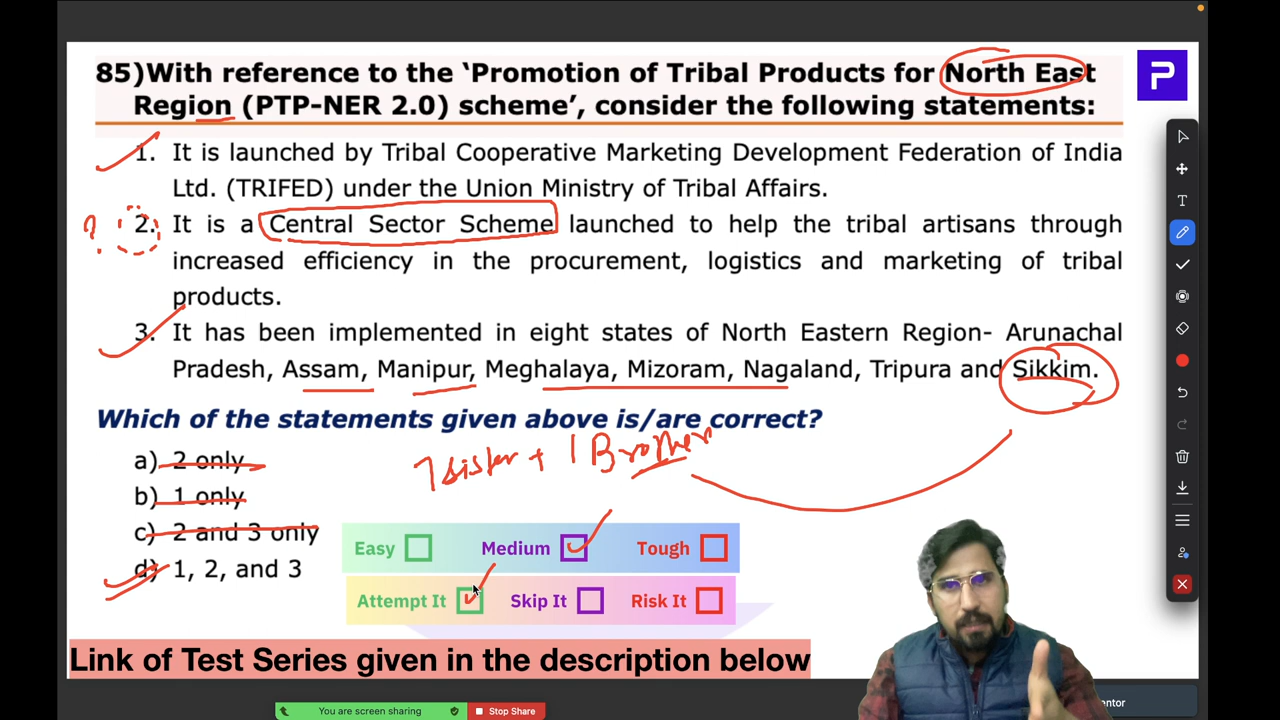 85)With reference to the ‘Promotion of Tribal Products for North East
Region (PTP-NER 2.0) scheme’, consider the following statements:
P
1. It is launched by Tribal Cooperative Marketing Development Federation of India
Ltd. (TRIFED) under the Union Ministry of Tribal Affairs.
? 2. It is a Central Sector Scheme launched to help the tribal artisans through
increased efficiency in the procurement, logistics and marketing of tribal
products.
3. It has been implemented in eight states of North Eastern Region- Arunachal
Pradesh, Assam, Manipur, Meghalaya, Mizoram, Nagaland, Tripura and Sikkim.
Which of the statements given above is/are correct?
7 Sister + 1 Brother
a) 2 only
b) 1 only
c) 2 and 3 only
d) 1, 2, and 3
Easy Medium Tough
Attempt It Skip It Risk It
Link of Test Series given in the description below
You are screen sharing Stop Share
entor
T